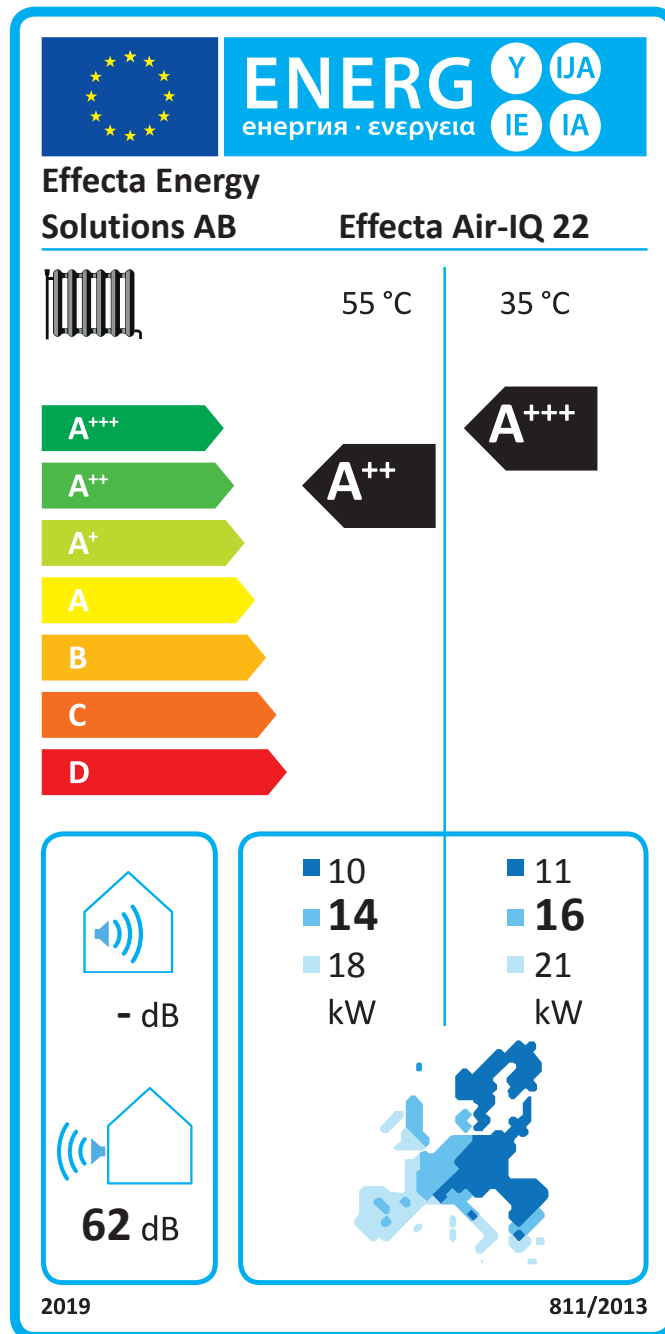 ENERG Y IJA
енергия · ενεργεια IE IA
Effecta Energy
Solutions AB Effecta Air-IQ 22
55 °C 35 °C
A+++
A+++
A++ A++
A+
A
B
C
D
10 11
14 16
18 21
kW kW
- dB
62 dB
2019 811/2013